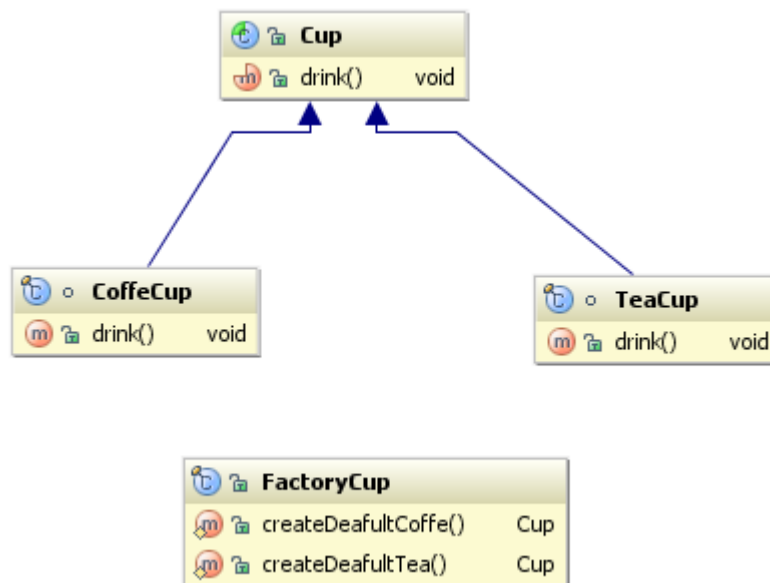 Cup
drink() void
CoffeCup
drink() void
TeaCup
drink() void
FactoryCup
createDeafultCoffe() Cup
createDeafultTea() Cup